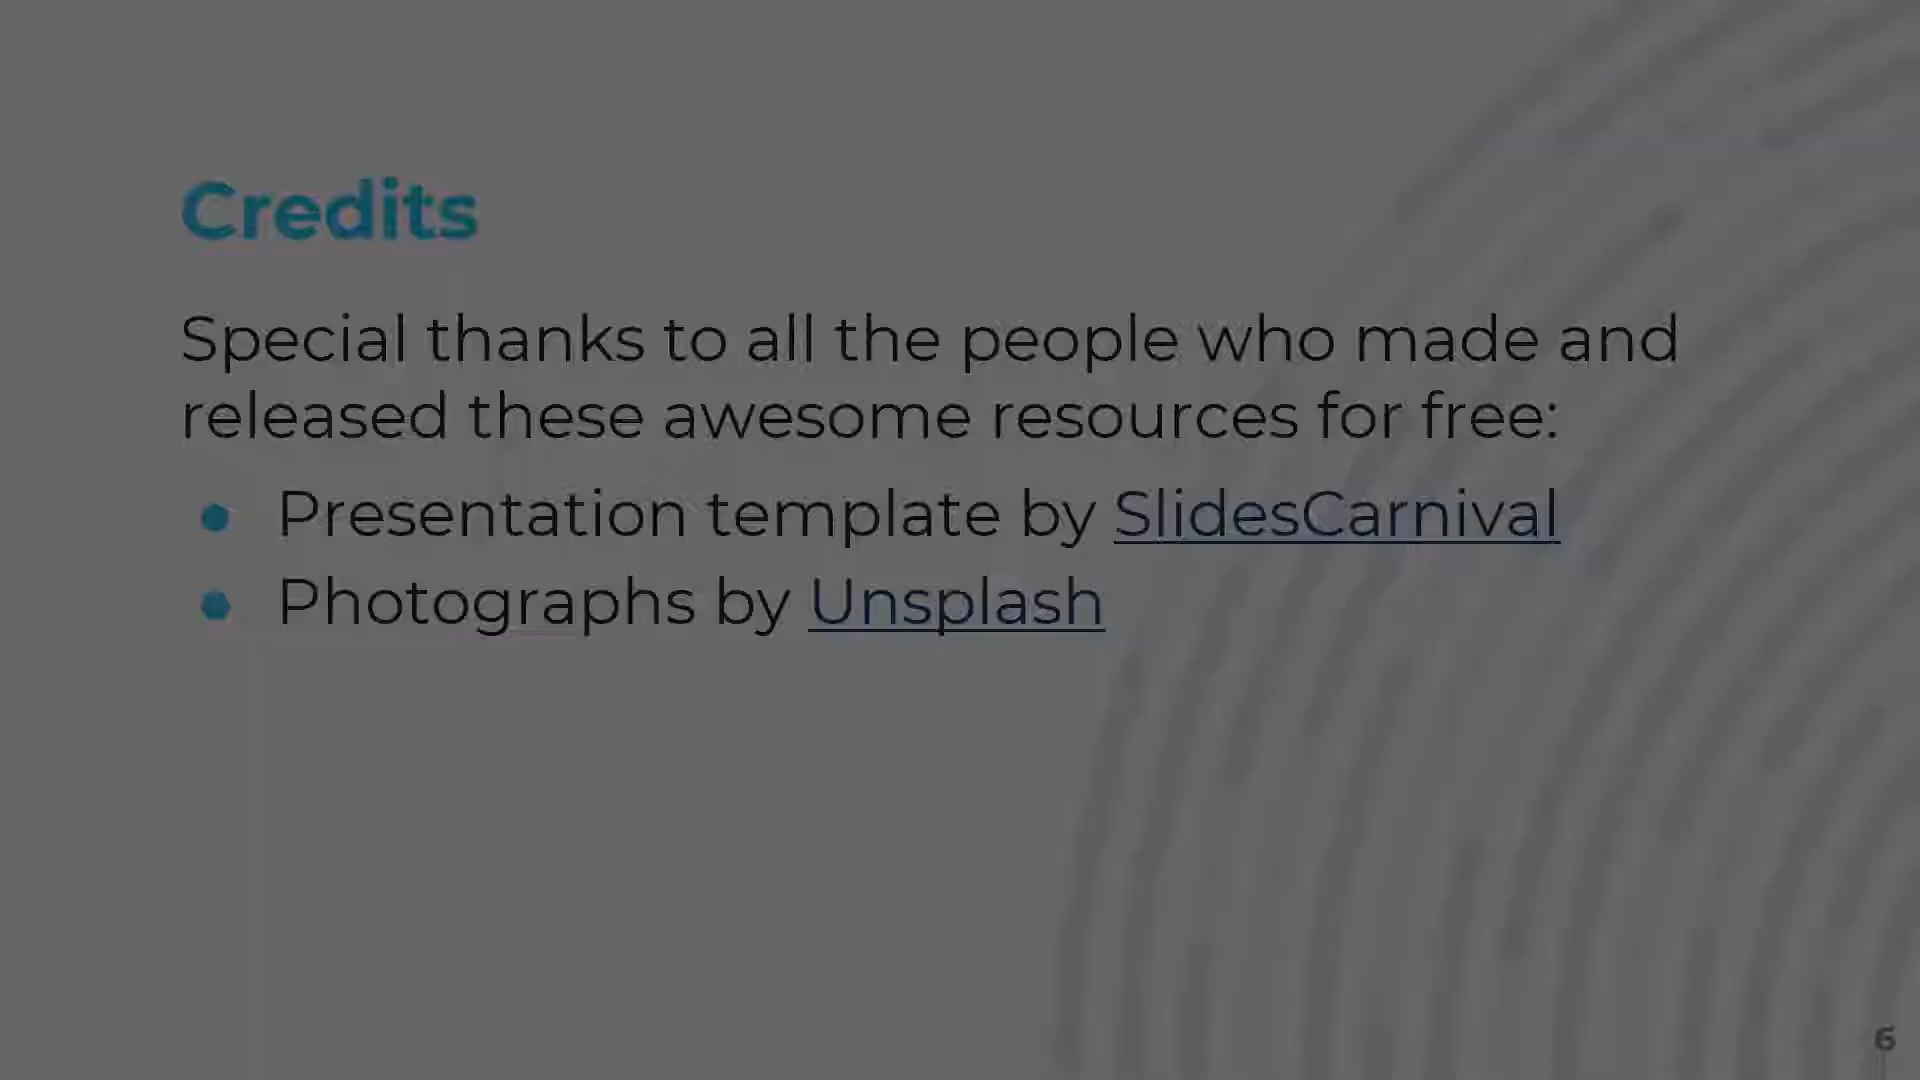 Credits
Special thanks to all the people who made and
released these awesome resources for free:
● Presentation template by SlidesCarnival
● Photographs by Unsplash
6